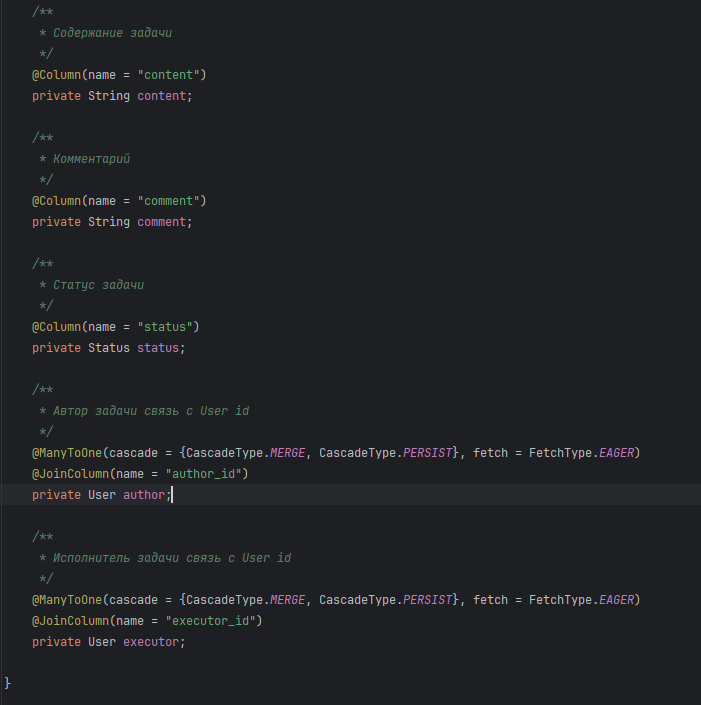 /**
 * Содержание задачи
 */
@Column(name = "content")
private String content;
/**
 * Комментарий
 */
@Column(name = "comment")
private String comment;
/**
 * Статус задачи
 */
@Column(name = "status")
private Status status;
/**
 * Автор задачи связь с User id
 */
@ManyToOne(cascade = {CascadeType.MERGE, CascadeType.PERSIST}, fetch = FetchType.EAGER)
@JoinColumn(name = "author_id")
private User author;
/**
 * Исполнитель задачи связь с User id
 */
@ManyToOne(cascade = {CascadeType.MERGE, CascadeType.PERSIST}, fetch = FetchType.EAGER)
@JoinColumn(name = "executor_id")
private User executor;
}